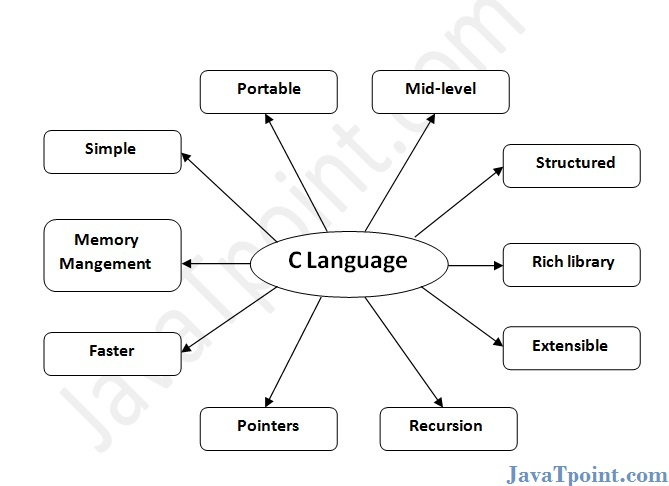 Portable
Mid-level
Simple
Structured
Memory
Mangement
C Language
Rich library
Faster
Extensible
Pointers
Recursion
JavaTpoint.com
JavaTpoint.com